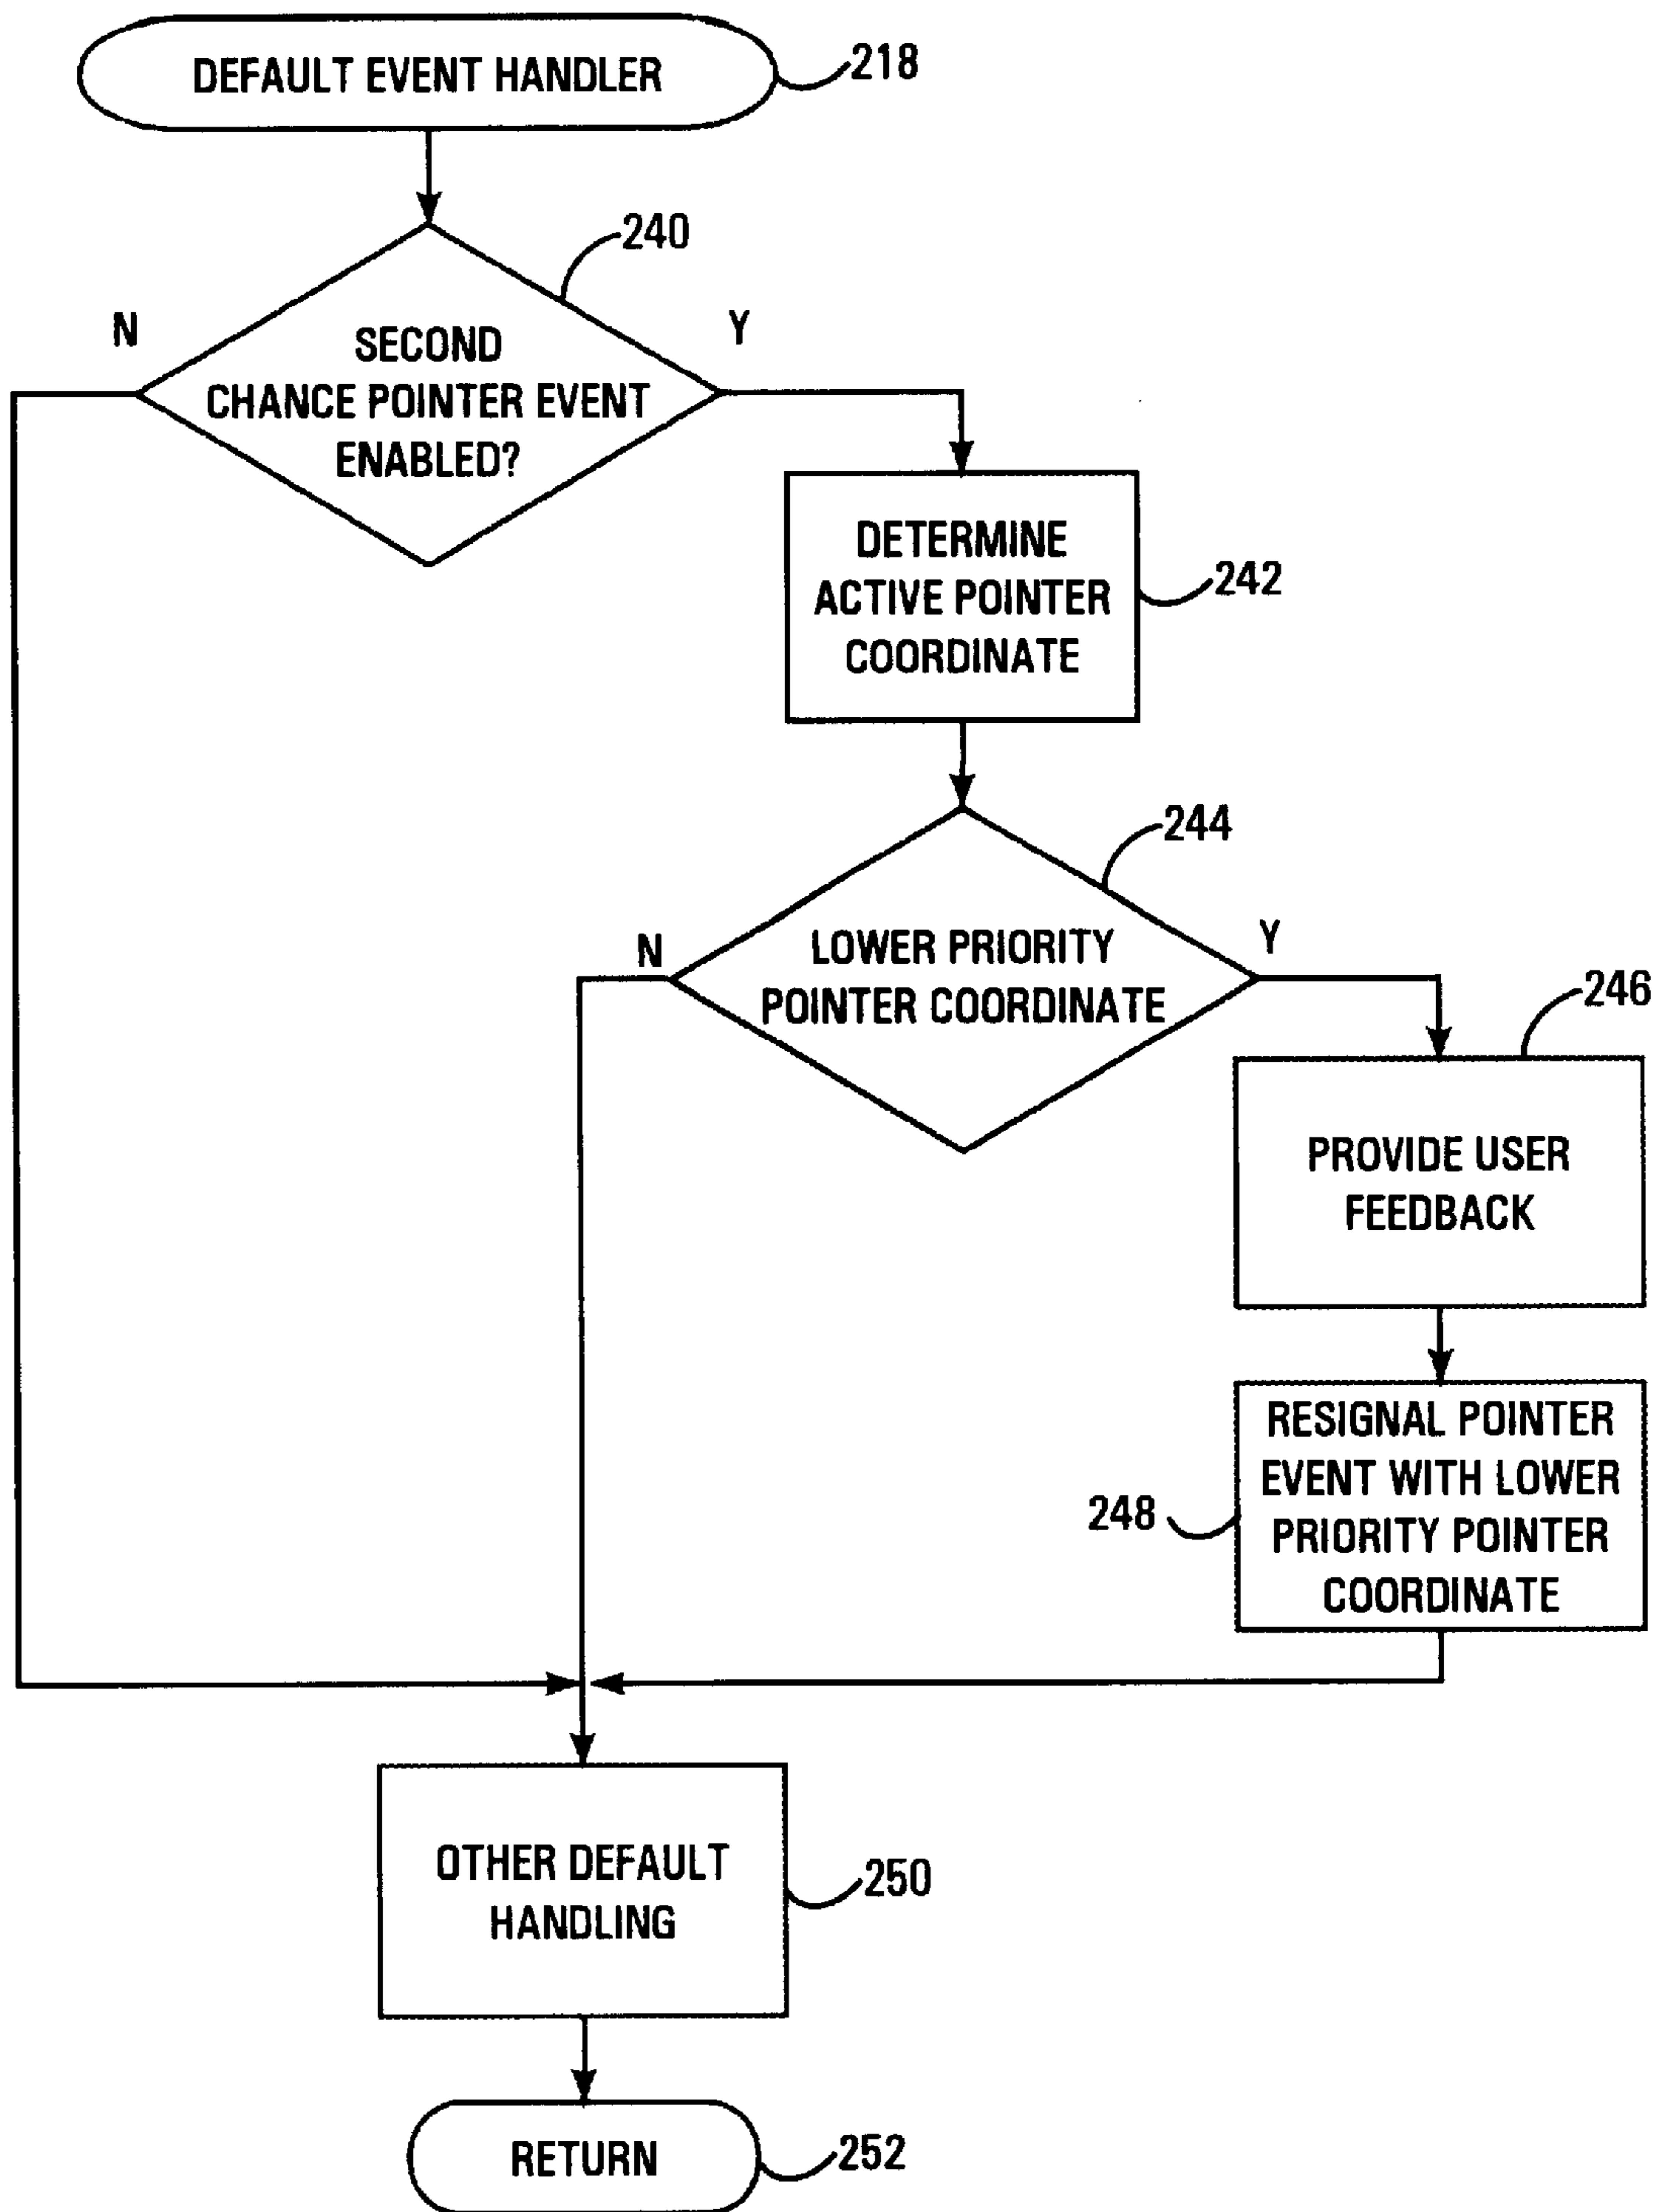 DEFAULT EVENT HANDLER
218
240
N
Y
SECOND
CHANCE POINTER EVENT
ENABLED?
DETERMINE
ACTIVE POINTER
COORDINATE
242
244
N
Y
LOWER PRIORITY
POINTER COORDINATE
246
PROVIDE USER
FEEDBACK
248
RESIGNAL POINTER
EVENT WITH LOWER
PRIORITY POINTER
COORDINATE
OTHER DEFAULT
HANDLING
250
RETURN
252